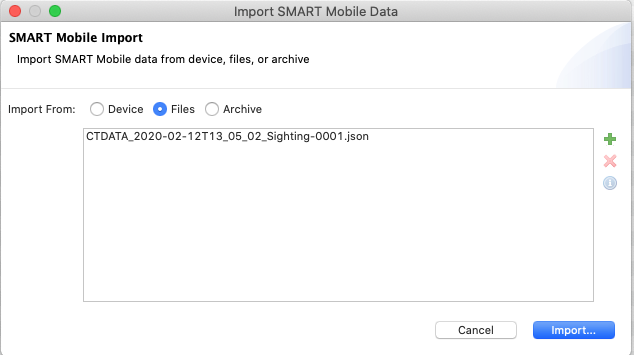 Import SMART Mobile Data
SMART Mobile Import
Import SMART Mobile data from device, files, or archive
Import From: Device Files Archive
CTDATA_2020-02-12T13_05_02_Sighting-0001.json
Cancel Import...